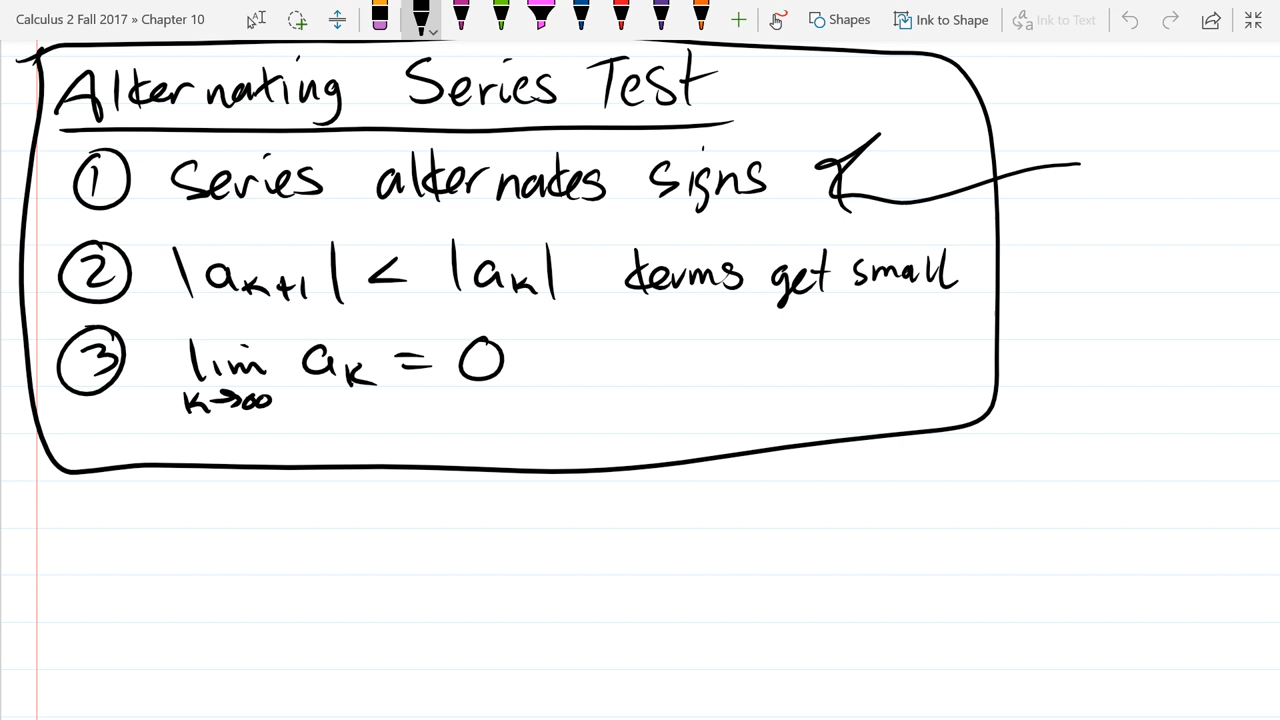 Calculus 2 Fall 2017 » Chapter 10 Shapes Ink to Shape Ink to Text
Alternating Series Test
① series alternates signs
② |aₖ₊₁| < |aₖ| terms get small
③ lim aₖ = 0
k→∞